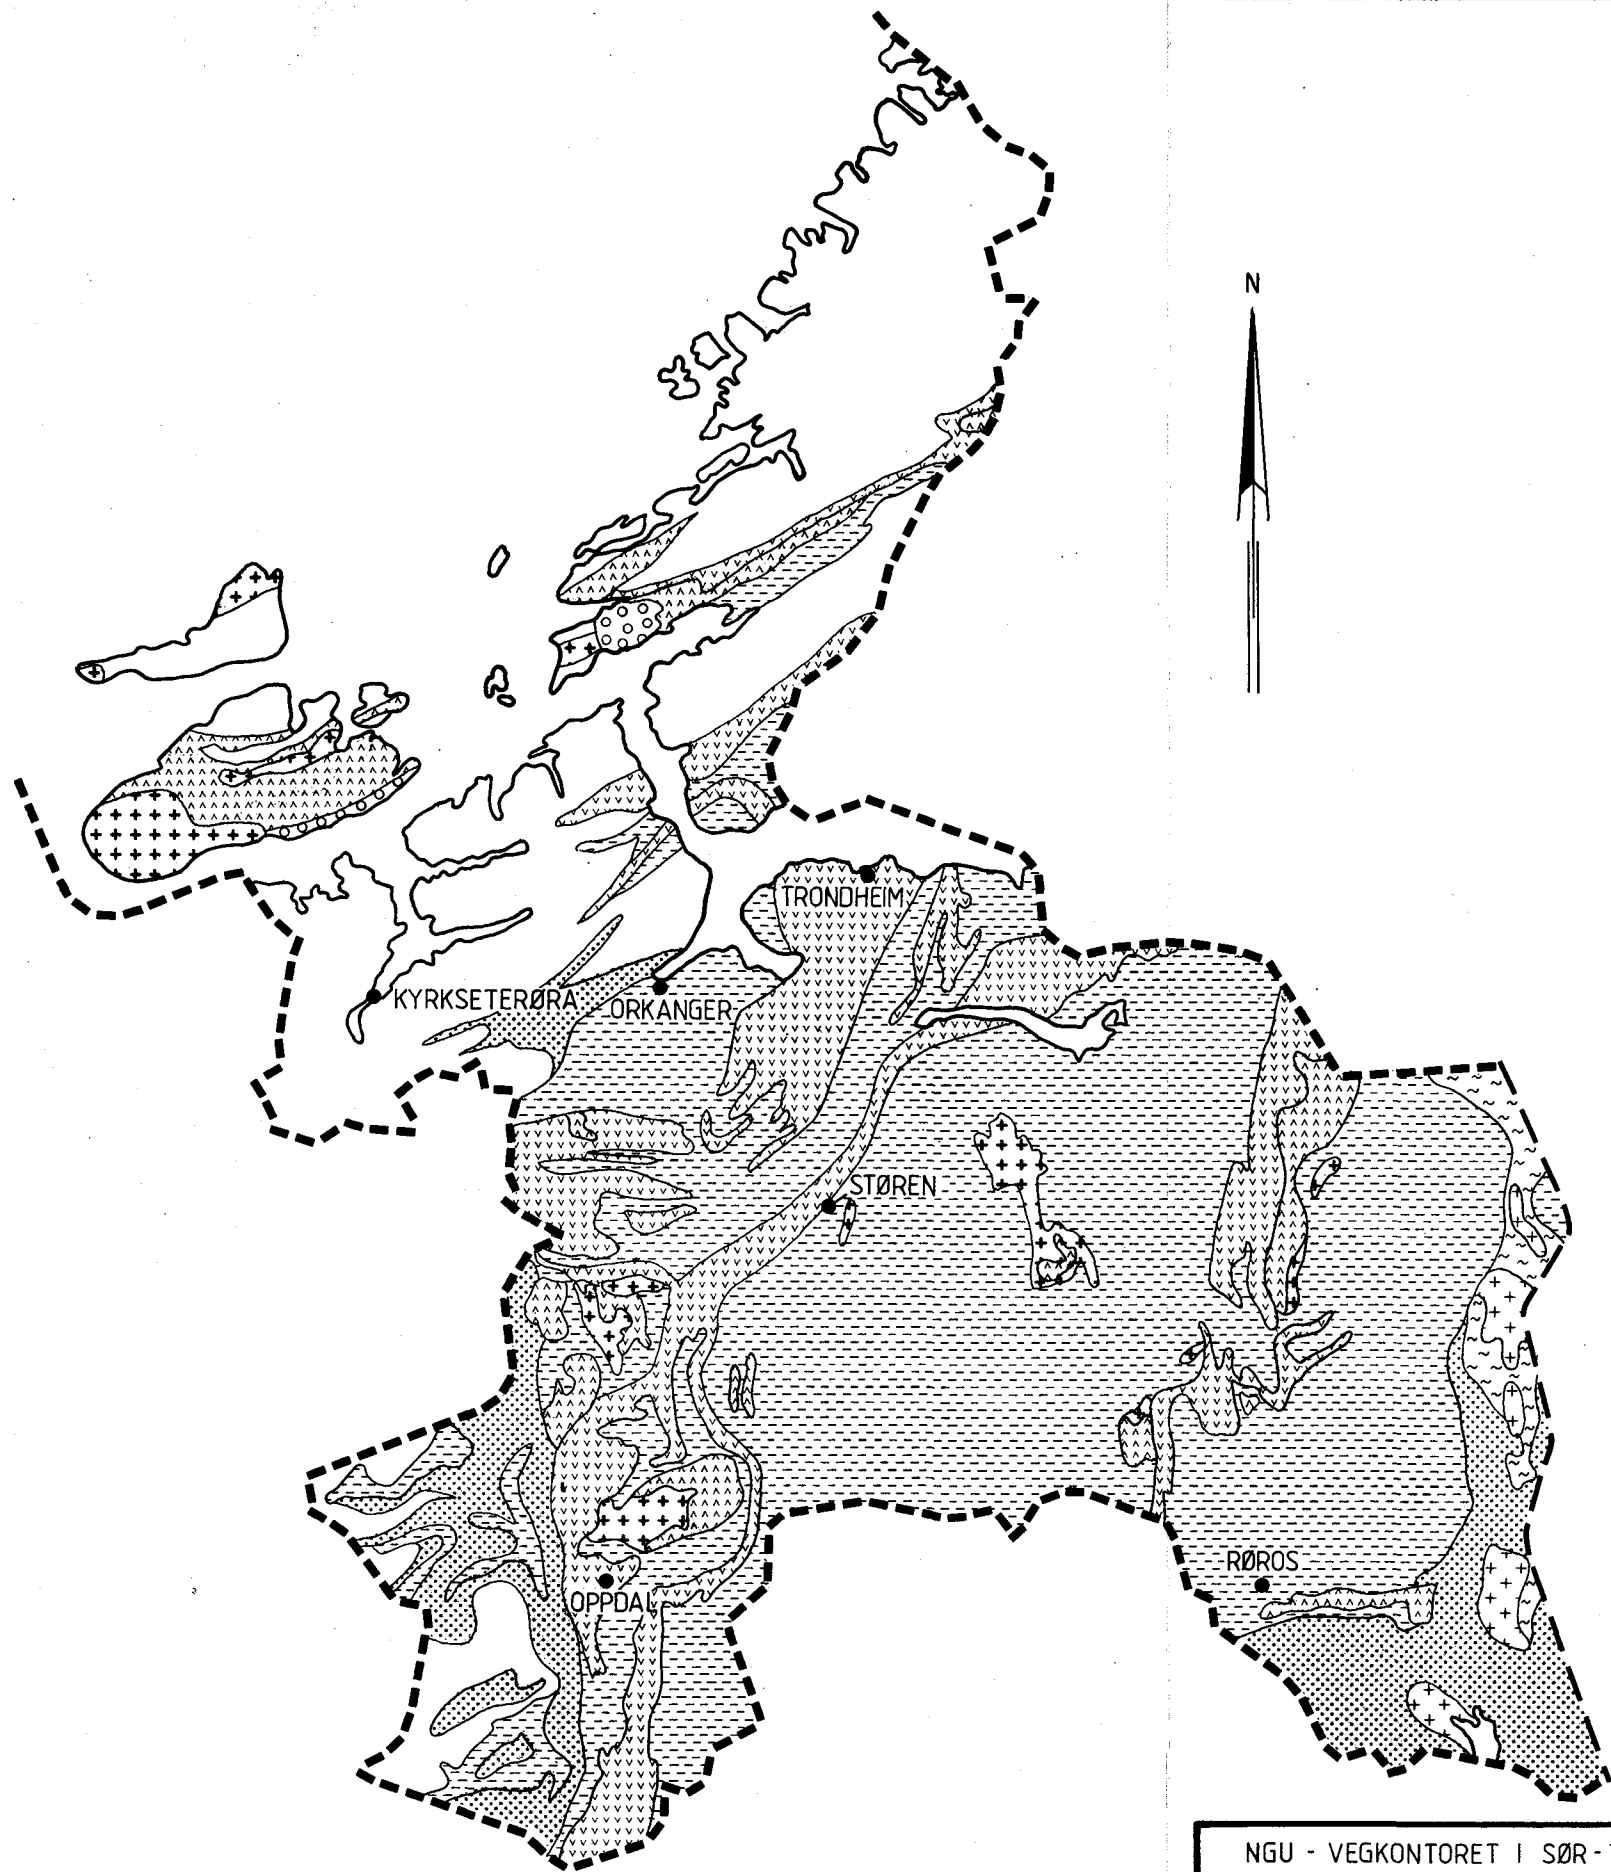 N
TRONDHEIM
KYRKSETERØRA
ORKANGER
STØREN
RØROS
OPPDAL
NGU - VEGKONTORET I SØR-